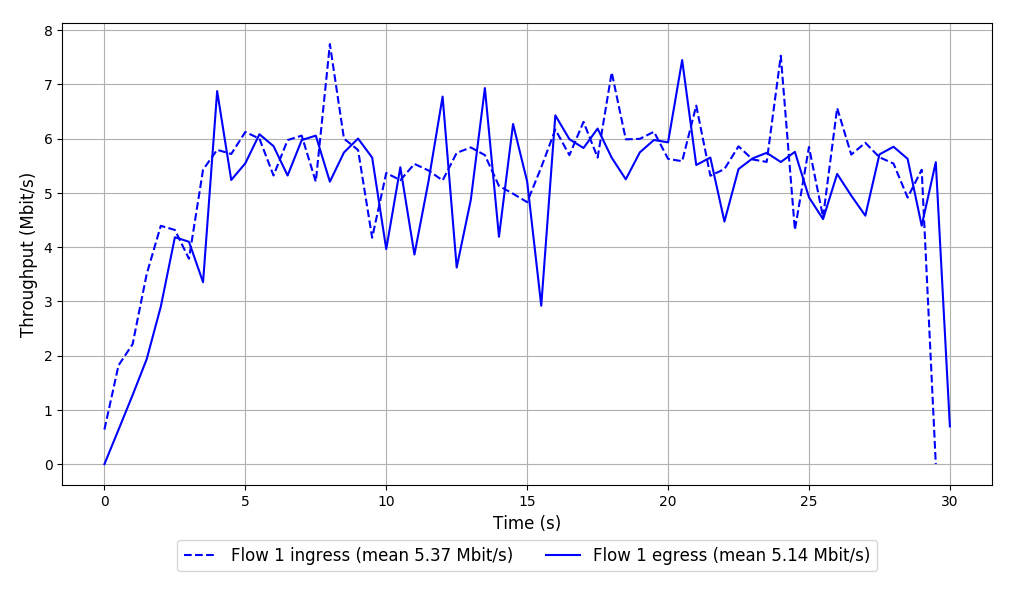 8
7
6
5
4
3
2
1
0
Throughput (Mbit/s)
0 5 10 15 20 25 30
Time (s)
Flow 1 ingress (mean 5.37 Mbit/s) Flow 1 egress (mean 5.14 Mbit/s)